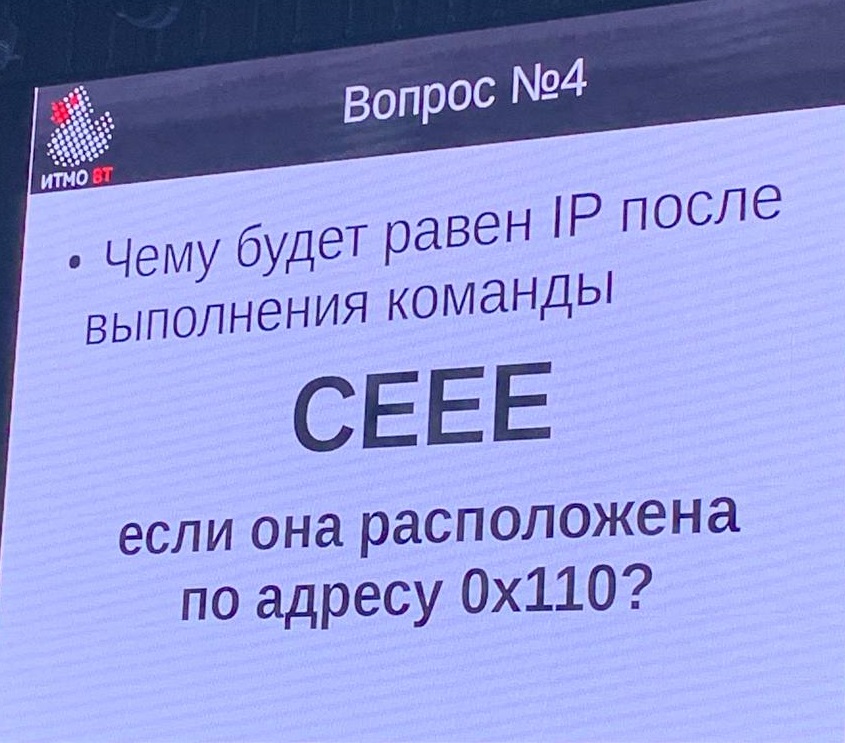 Вопрос №4
ИТМО ВТ
• Чему будет равен IP после
выполнения команды
CEEE
если она расположена
по адресу 0x110?